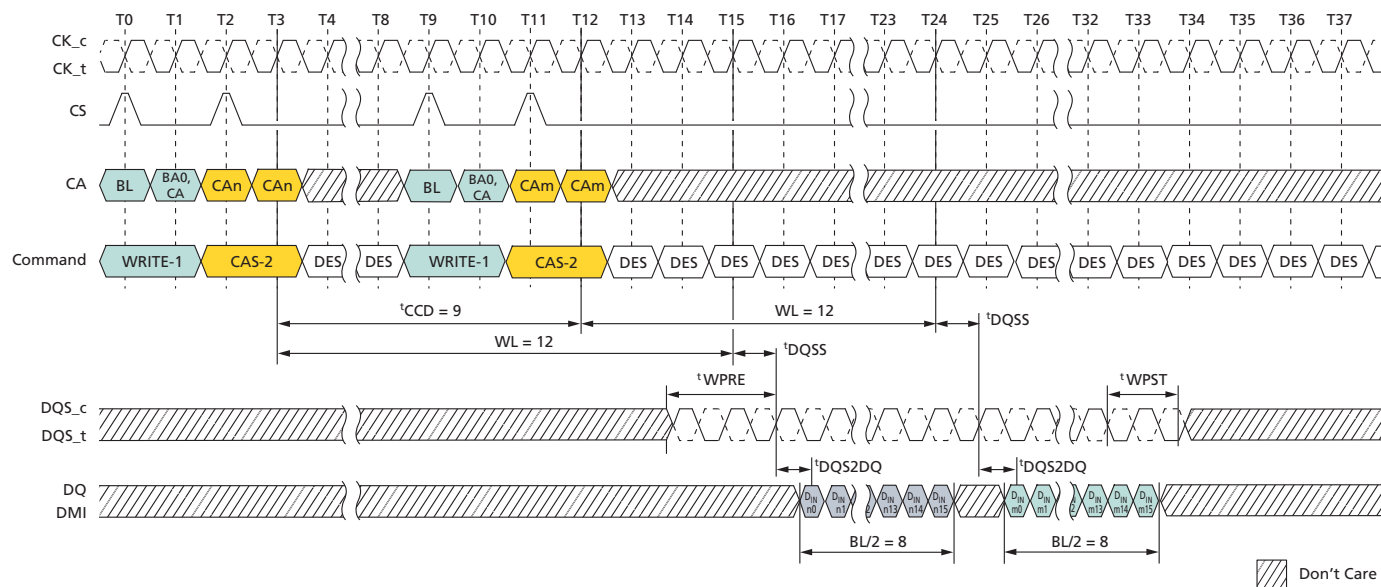 T0 T1 T2 T3 T4 T8 T9 T10 T11 T12 T13 T14 T15 T16 T17 T23 T24 T25 T26 T32 T33 T34 T35 T36 T37
CK_c
CK_t
CS
CA BL BA0, CA CAn CAn BL BA0, CA CAm CAm
Command WRITE-1 CAS-2 DES DES WRITE-1 CAS-2 DES DES DES DES DES DES DES DES DES DES DES DES DES DES DES
tCCD = 9 WL = 12 tDQSS
WL = 12 tDQSS
tWPRE tWPST
DQS_c
DQS_t
tDQS2DQ tDQS2DQ
DQ
DMI
DIN n0 DIN n1 DIN n13 DIN n14 DIN n15 DIN m0 DIN m1 DIN m13 DIN m14 DIN m15
BL/2 = 8 BL/2 = 8
Don't Care